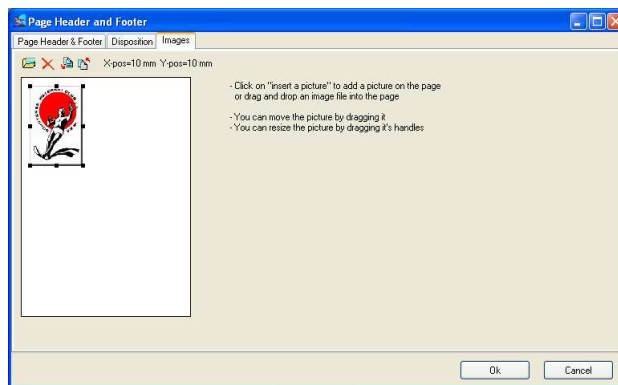 Page Header and Footer
Page Header & Footer Disposition Images
X-pos=10 mm Y-pos=10 mm
- Click on "insert a picture" to add a picture on the page
or drag and drop an image file into the page
- You can move the picture by dragging it
- You can resize the picture by dragging it's handles
Ok Cancel